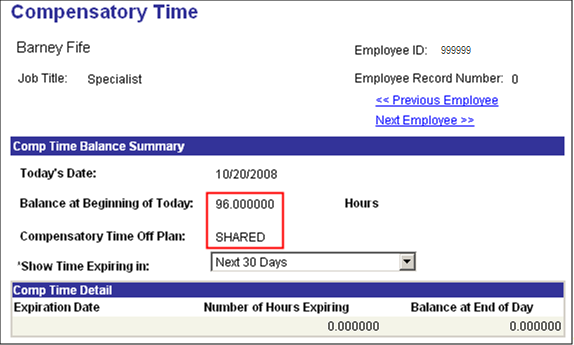 Compensatory Time
Barney Fife
Employee ID: 999999
Job Title: Specialist
Employee Record Number: 0
<< Previous Employee
Next Employee >>
Comp Time Balance Summary
Today's Date: 10/20/2008
Balance at Beginning of Today: 96.000000 Hours
Compensatory Time Off Plan: SHARED
*Show Time Expiring in: Next 30 Days
Comp Time Detail
Expiration Date Number of Hours Expiring Balance at End of Day
0.000000 0.000000